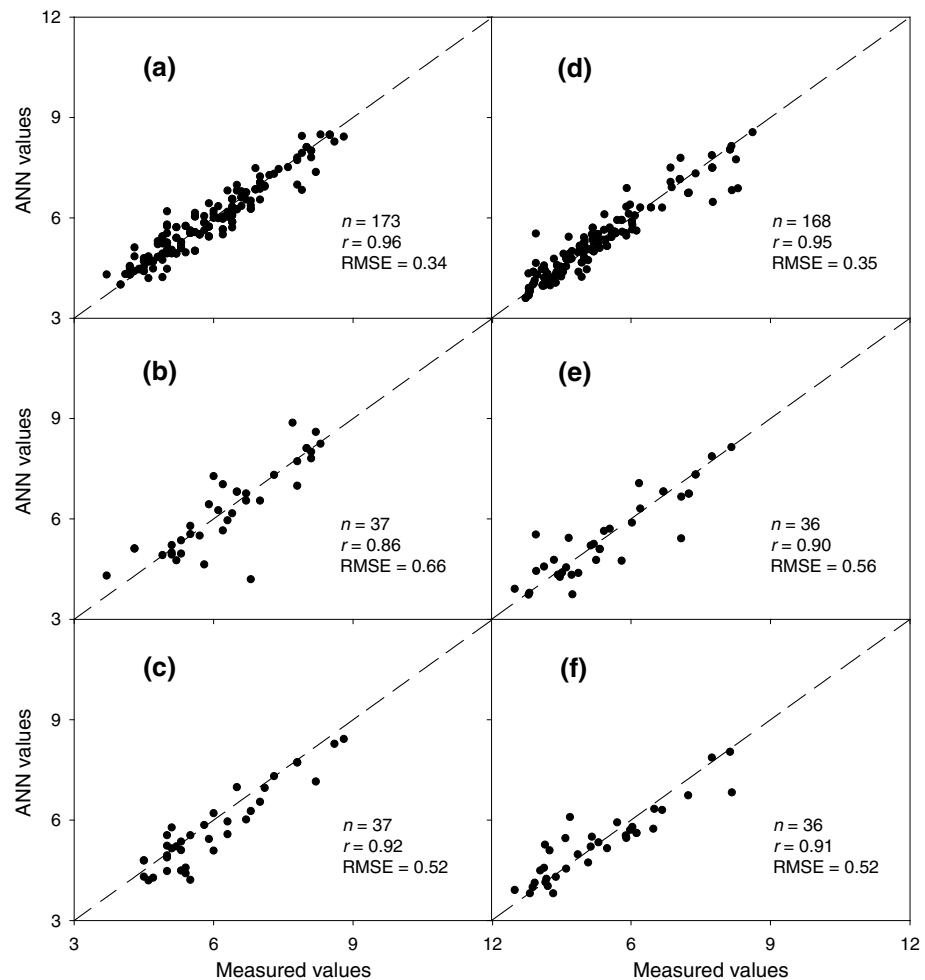 12
(a)
(d)
9
ANN values
6
n = 173
r = 0.96
RMSE = 0.34
n = 168
r = 0.95
RMSE = 0.35
3
(b)
(e)
9
ANN values
6
n = 37
r = 0.86
RMSE = 0.66
n = 36
r = 0.90
RMSE = 0.56
3
(c)
(f)
9
ANN values
6
n = 37
r = 0.92
RMSE = 0.52
n = 36
r = 0.91
RMSE = 0.52
3
3 6 9 12 6 9 12
Measured values Measured values